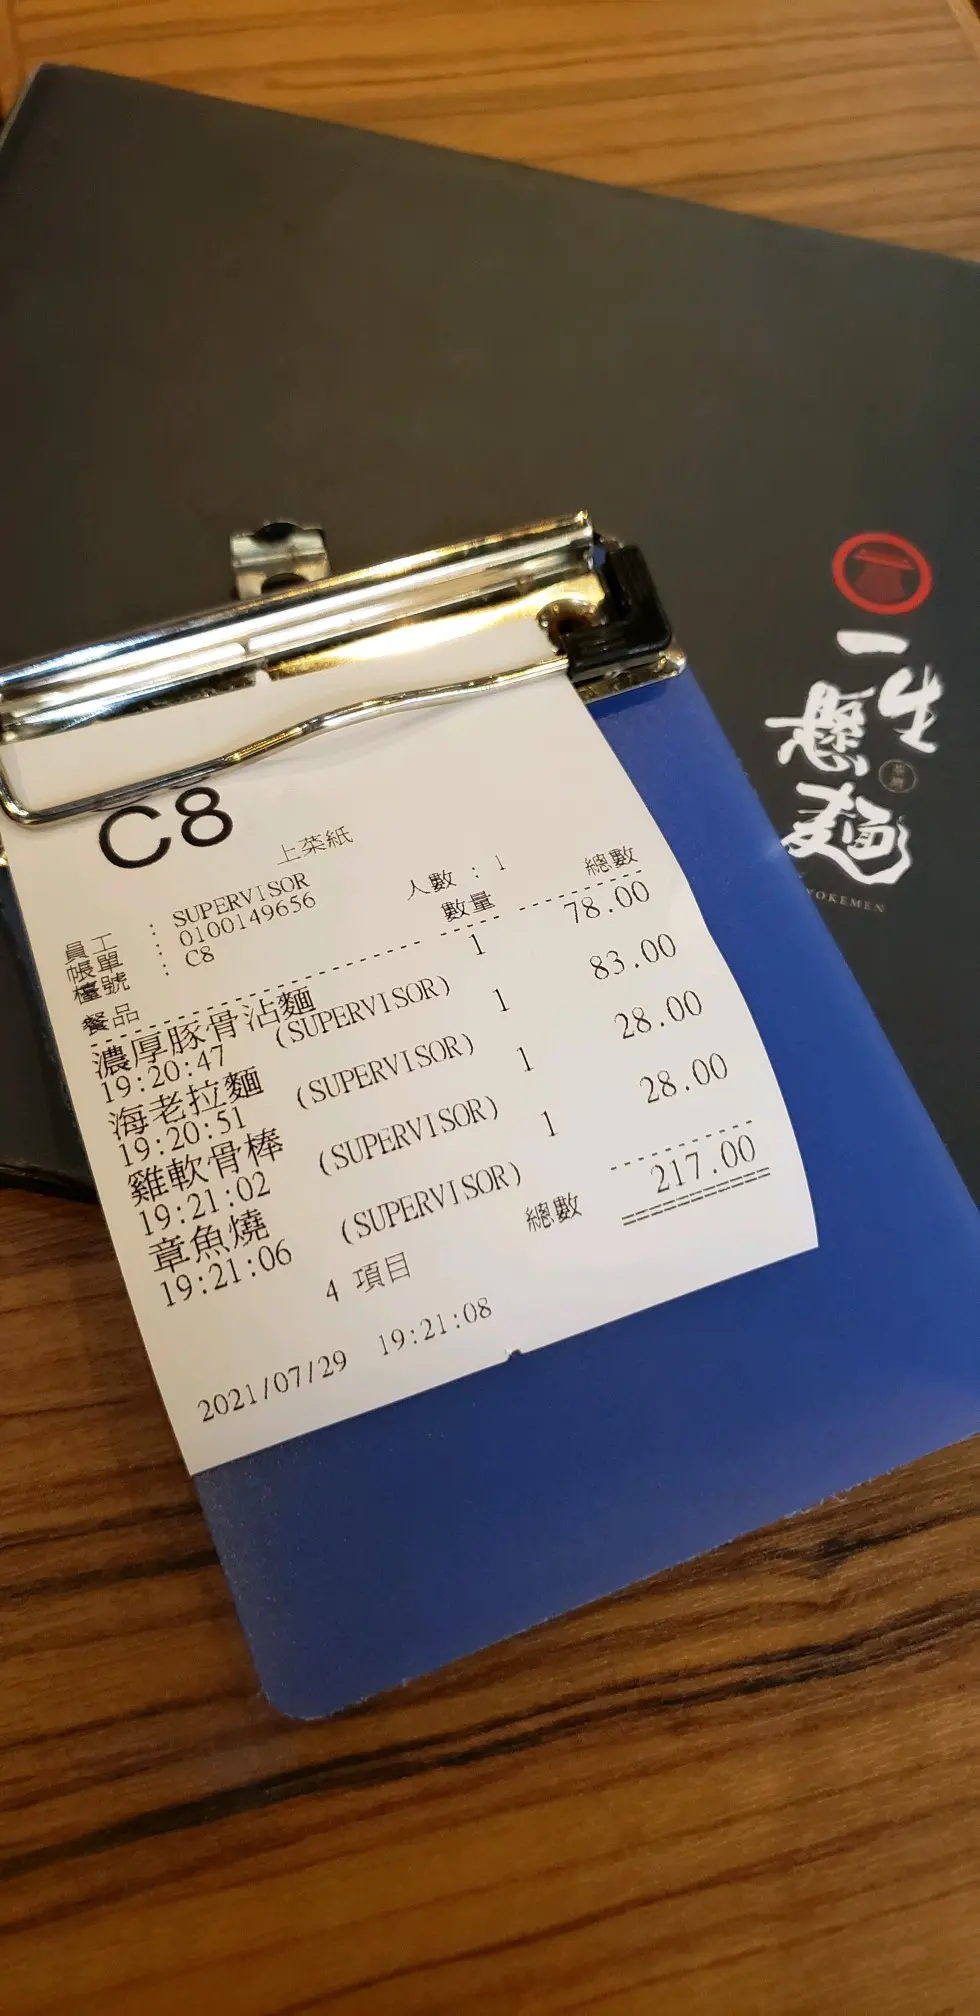 C8
上菜紙
員工 : SUPERVISOR
帳單 : 0100149656 人數 : 1
檯號 : C8
餐品 數量 總數
濃厚豚骨沾麵 1 78.00
19:20:47 (SUPERVISOR)
海老拉麵 1 83.00
19:20:51 (SUPERVISOR)
雞軟骨棒 1 28.00
19:21:02 (SUPERVISOR)
章魚燒 1 28.00
19:21:06 (SUPERVISOR)
4 項目 總數 217.00
2021/07/29 19:21:08
一生
懸
麵
YOKEMEN